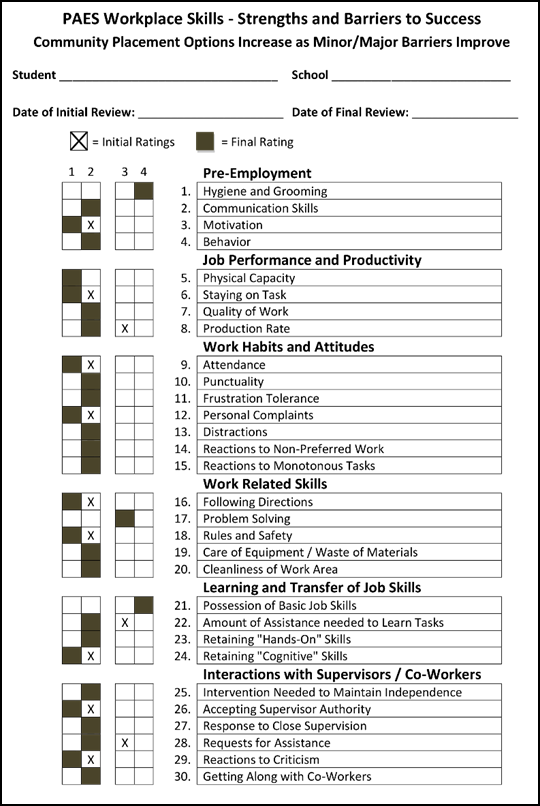 PAES Workplace Skills - Strengths and Barriers to Success
Community Placement Options Increase as Minor/Major Barriers Improve
Student ________________________________ School __________________________
Date of Initial Review: _____________________ Date of Final Review: _______________
X = Initial Ratings = Final Rating
1 2 3 4 Pre-Employment
1. Hygiene and Grooming
2. Communication Skills
X 3. Motivation
4. Behavior
Job Performance and Productivity
5. Physical Capacity
X 6. Staying on Task
7. Quality of Work
X 8. Production Rate
Work Habits and Attitudes
X 9. Attendance
10. Punctuality
11. Frustration Tolerance
X 12. Personal Complaints
13. Distractions
14. Reactions to Non-Preferred Work
15. Reactions to Monotonous Tasks
Work Related Skills
X 16. Following Directions
17. Problem Solving
X 18. Rules and Safety
19. Care of Equipment / Waste of Materials
20. Cleanliness of Work Area
Learning and Transfer of Job Skills
21. Possession of Basic Job Skills
X 22. Amount of Assistance needed to Learn Tasks
23. Retaining "Hands-On" Skills
X 24. Retaining "Cognitive" Skills
Interactions with Supervisors / Co-Workers
25. Intervention Needed to Maintain Independence
X 26. Accepting Supervisor Authority
27. Response to Close Supervision
X 28. Requests for Assistance
X 29. Reactions to Criticism
30. Getting Along with Co-Workers